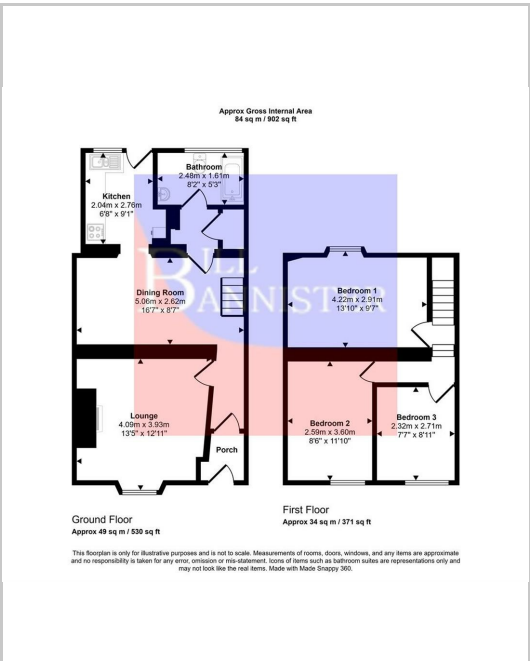 Approx Gross Internal Area
84 sq m / 902 sq ft
Bathroom
2.48m x 1.61m
8'2" x 5'3"
Kitchen
2.04m x 2.76m
6'8" x 9'1"
BILL
BANNISTER
Dining Room
5.06m x 2.62m
16'7" x 8'7"
Bedroom 1
4.22m x 2.91m
13'10" x 9'7"
Lounge
4.09m x 3.93m
13'5" x 12'11"
Porch
Bedroom 2
2.59m x 3.60m
8'6" x 11'10"
Bedroom 3
2.32m x 2.71m
7'7" x 8'11"
Ground Floor
Approx 49 sq m / 530 sq ft
First Floor
Approx 34 sq m / 371 sq ft
This floorplan is only for illustrative purposes and is not to scale. Measurements of rooms, doors, windows, and any items are approximate
and no responsibility is taken for any error, omission or mis-statement. Icons of items such as bathroom suites are representations only and
may not look like the real items. Made with Made Snappy 360.